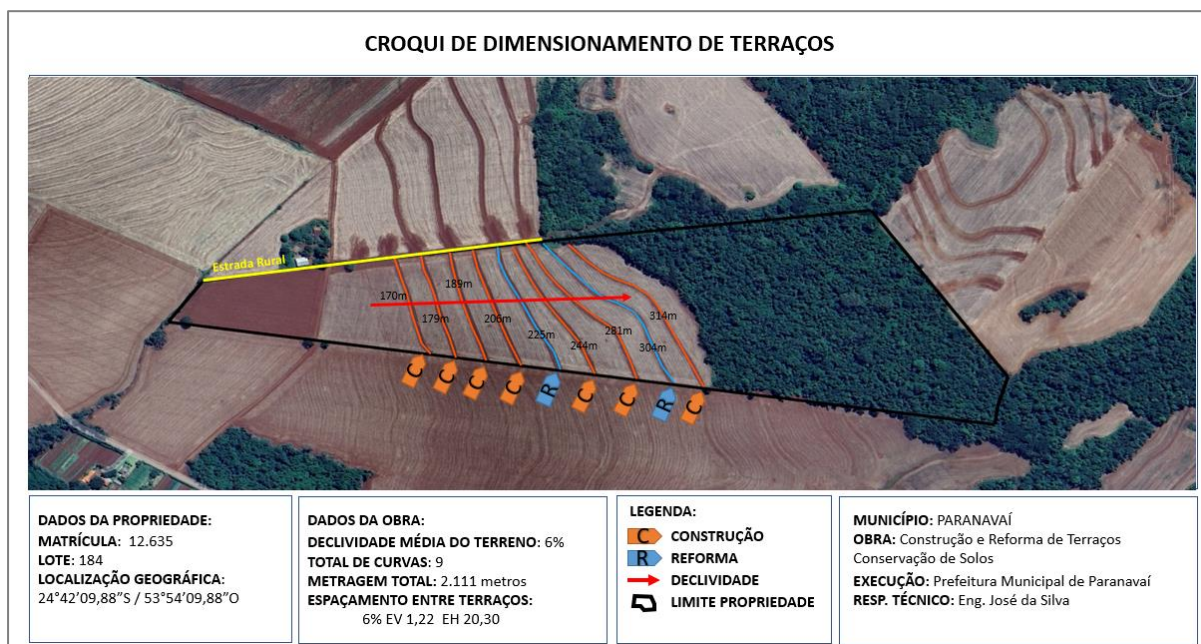 CROQUI DE DIMENSIONAMENTO DE TERRAÇOS
Estrada Rural
170m
179m
189m
206m
225m
244m
281m
304m
314m
C
C
C
C
R
C
C
R
C
DADOS DA PROPRIEDADE:
MATRÍCULA: 12.635
LOTE: 184
LOCALIZAÇÃO GEOGRÁFICA:
24°42'09,88"S / 53°54'09,88"O
DADOS DA OBRA:
DECLIVIDADE MÉDIA DO TERRENO: 6%
TOTAL DE CURVAS: 9
METRAGEM TOTAL: 2.111 metros
ESPAÇAMENTO ENTRE TERRAÇOS:
6% EV 1,22 EH 20,30
LEGENDA:
C CONSTRUÇÃO
R REFORMA
DECLIVIDADE
LIMITE PROPRIEDADE
MUNICÍPIO: PARANAVAÍ
OBRA: Construção e Reforma de Terraços
Conservação de Solos
EXECUÇÃO: Prefeitura Municipal de Paranavaí
RESP. TÉCNICO: Eng. José da Silva